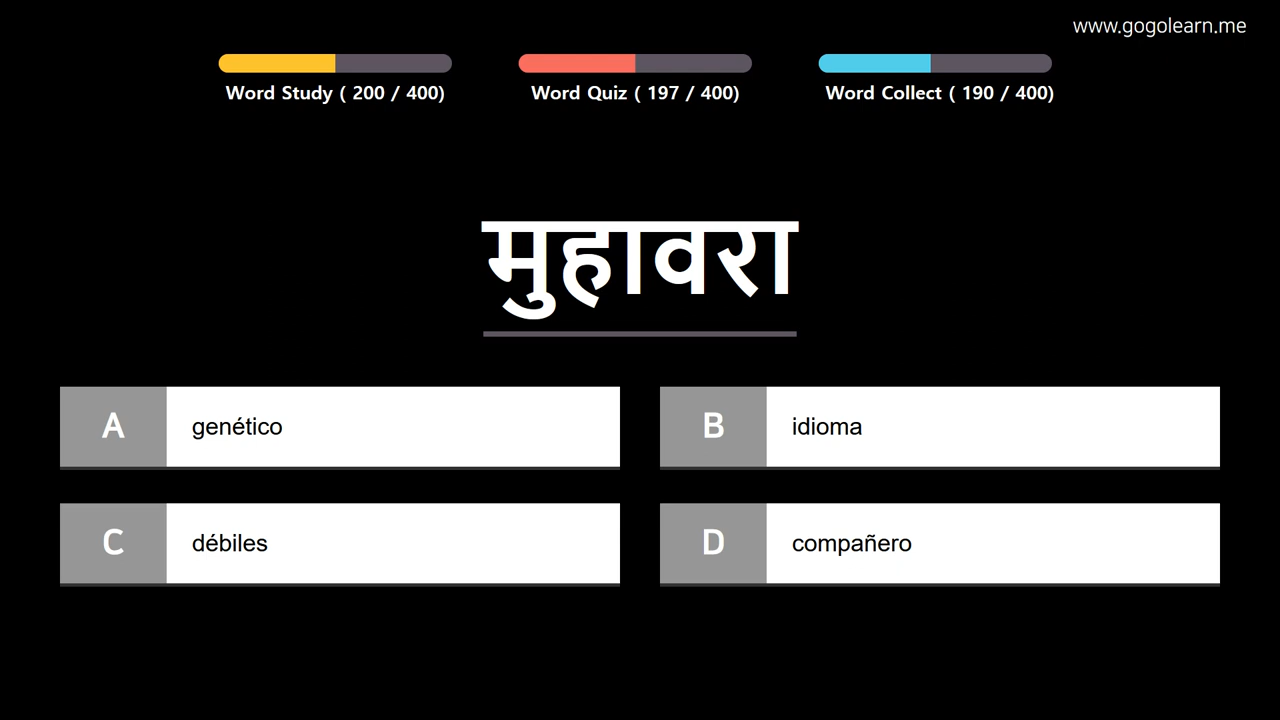 www.gogolearn.me
Word Study ( 200 / 400)
Word Quiz ( 197 / 400)
Word Collect ( 190 / 400)
मुहावरा
A genético
B idioma
C débiles
D compañero